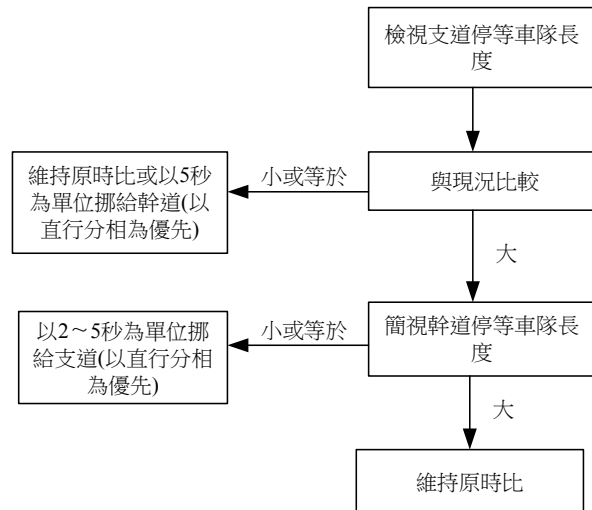 檢視支道停等車隊長
度
維持原時比或以5秒
為單位挪給幹道(以
直行分相為優先)
小或等於
與現況比較
大
以2～5秒為單位挪
給支道(以直行分相
為優先)
小或等於
簡視幹道停等車隊長
度
大
維持原時比